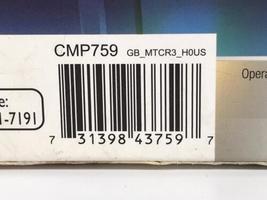 CMP759 GB_MTCR3_H0US
Opera
e:
1-7191
7 31398 43759 7